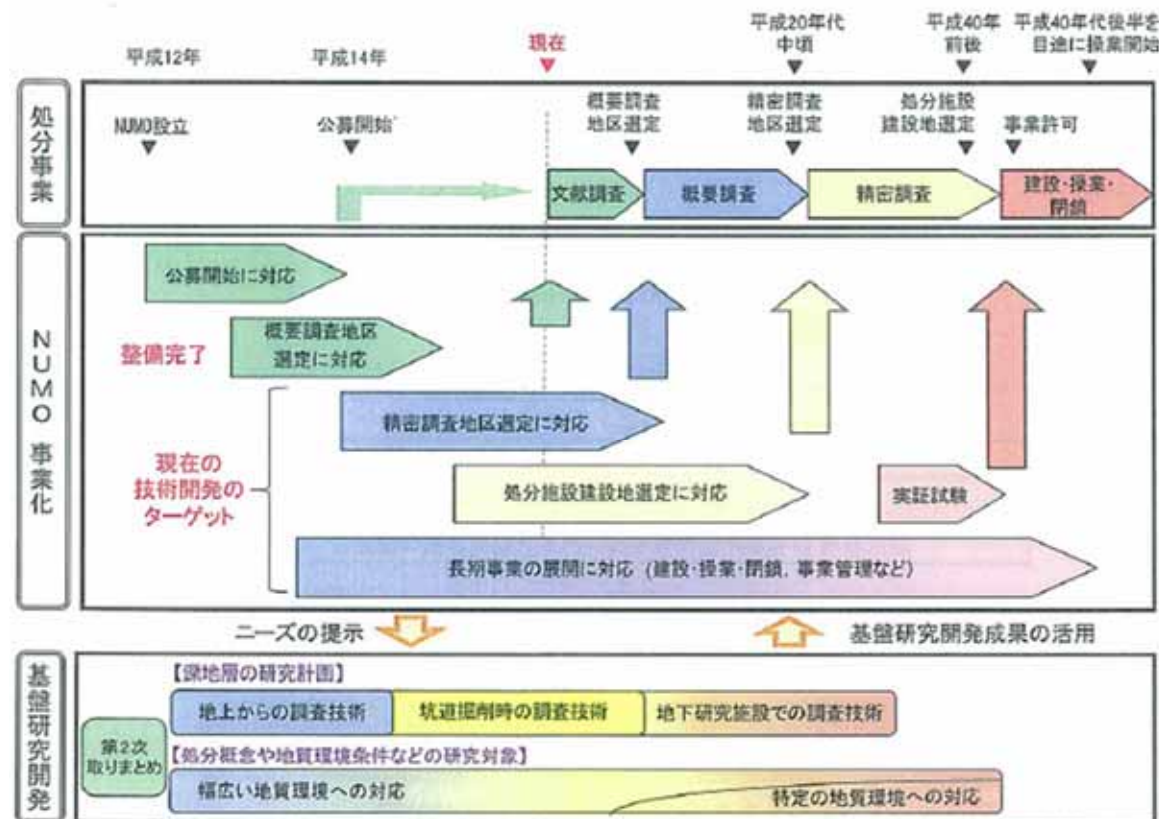 平成12年
平成14年
現在
平成20年代
中頃
平成40年
前後
平成40年代後半を
目途に操業開始
処分事業
NUMO設立
公募開始
概要調査
地区選定
精密調査
地区選定
処分施設
建設地選定
事業許可
文献調査
概要調査
精密調査
建設・操業・
閉鎖
NUMO事業化
公募開始に対応
整備完了
概要調査地区
選定に対応
精密調査地区選定に対応
現在の
技術開発の
ターゲット
処分施設建設地選定に対応
実証試験
長期事業の展開に対応 (建設・操業・閉鎖, 事業管理など)
ニーズの提示
基盤研究開発成果の活用
基盤研究開発
【深地層の研究計画】
地上からの調査技術
坑道掘削時の調査技術
地下研究施設での調査技術
第2次
取りまとめ
【処分概念や地質環境条件などの研究対象】
幅広い地質環境への対応
特定の地質環境への対応